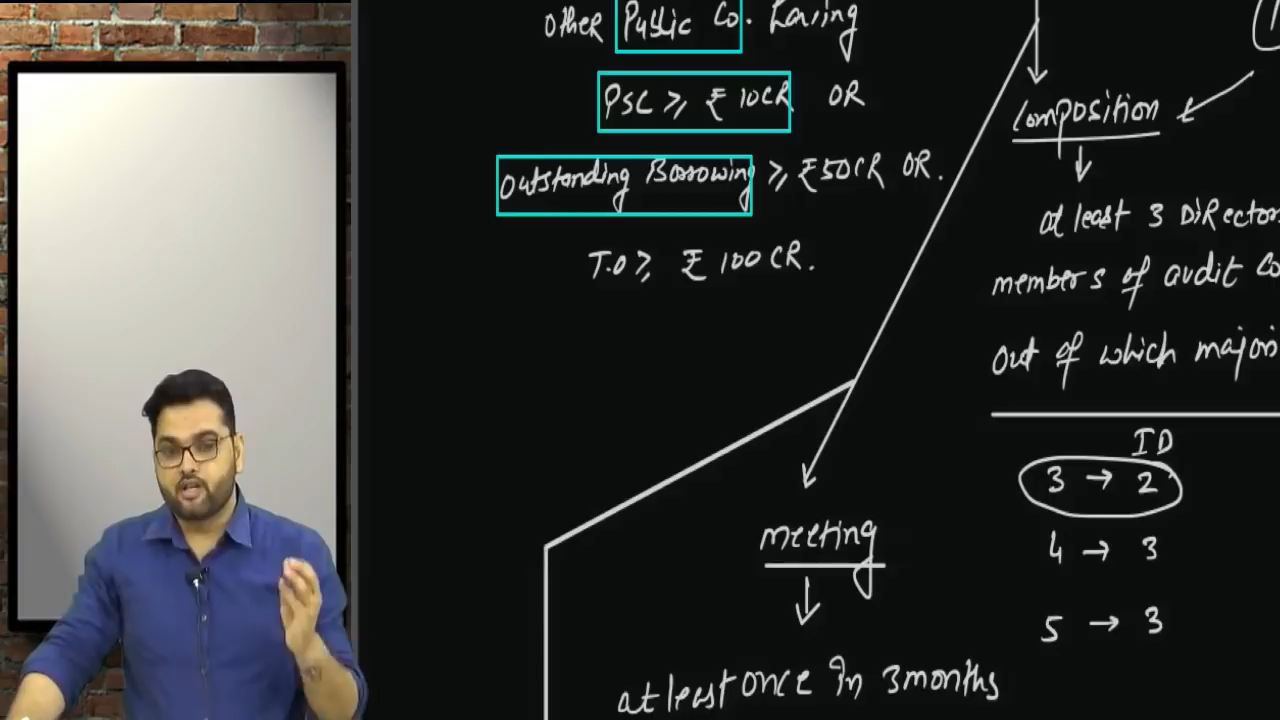 Other Public Co. having
PSC ≥ ₹ 10CR OR
Outstanding Borrowing ≥ ₹50CR OR.
T.O ≥ ₹ 100 CR.
Composition
at least 3 Director
members of audit Co
out of which majori
ID
3 → 2
4 → 3
5 → 3
meeting
at least once in 3 months